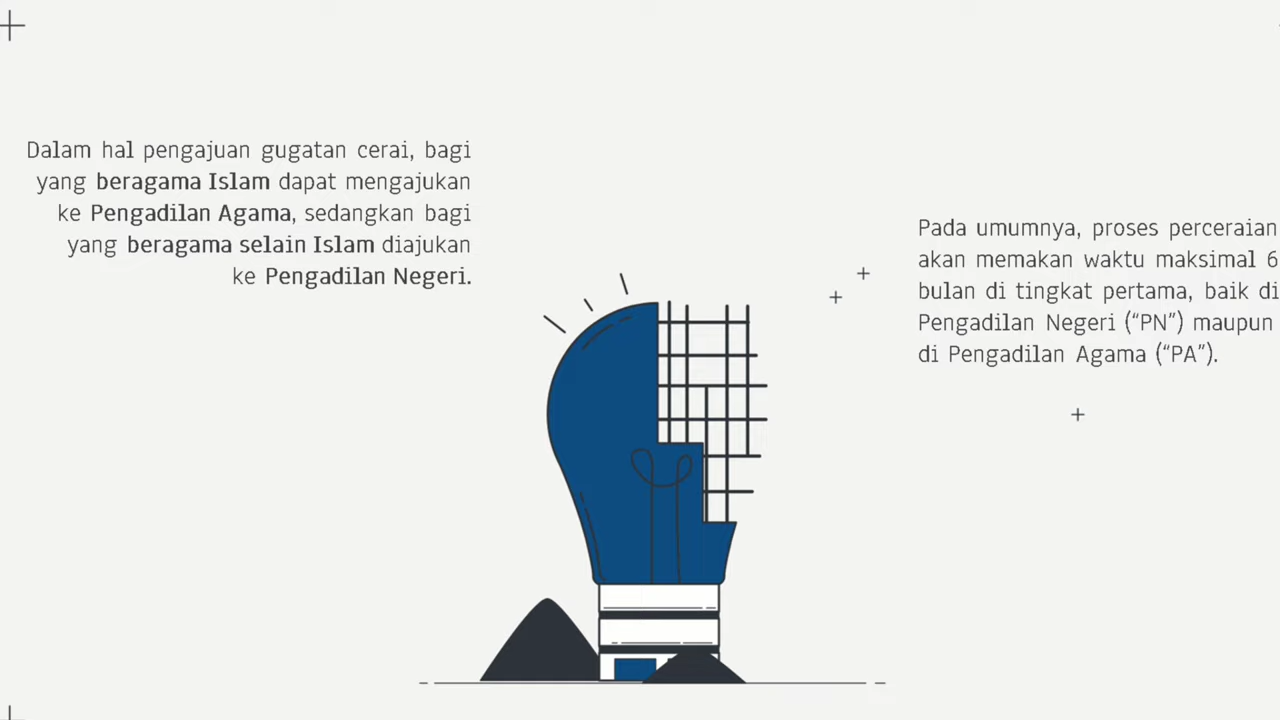 Dalam hal pengajuan gugatan cerai, bagi
yang beragama Islam dapat mengajukan
ke Pengadilan Agama, sedangkan bagi
yang beragama selain Islam diajukan
ke Pengadilan Negeri.
Pada umumnya, proses perceraian
akan memakan waktu maksimal 6
bulan di tingkat pertama, baik di
Pengadilan Negeri (“PN”) maupun
di Pengadilan Agama (“PA”).